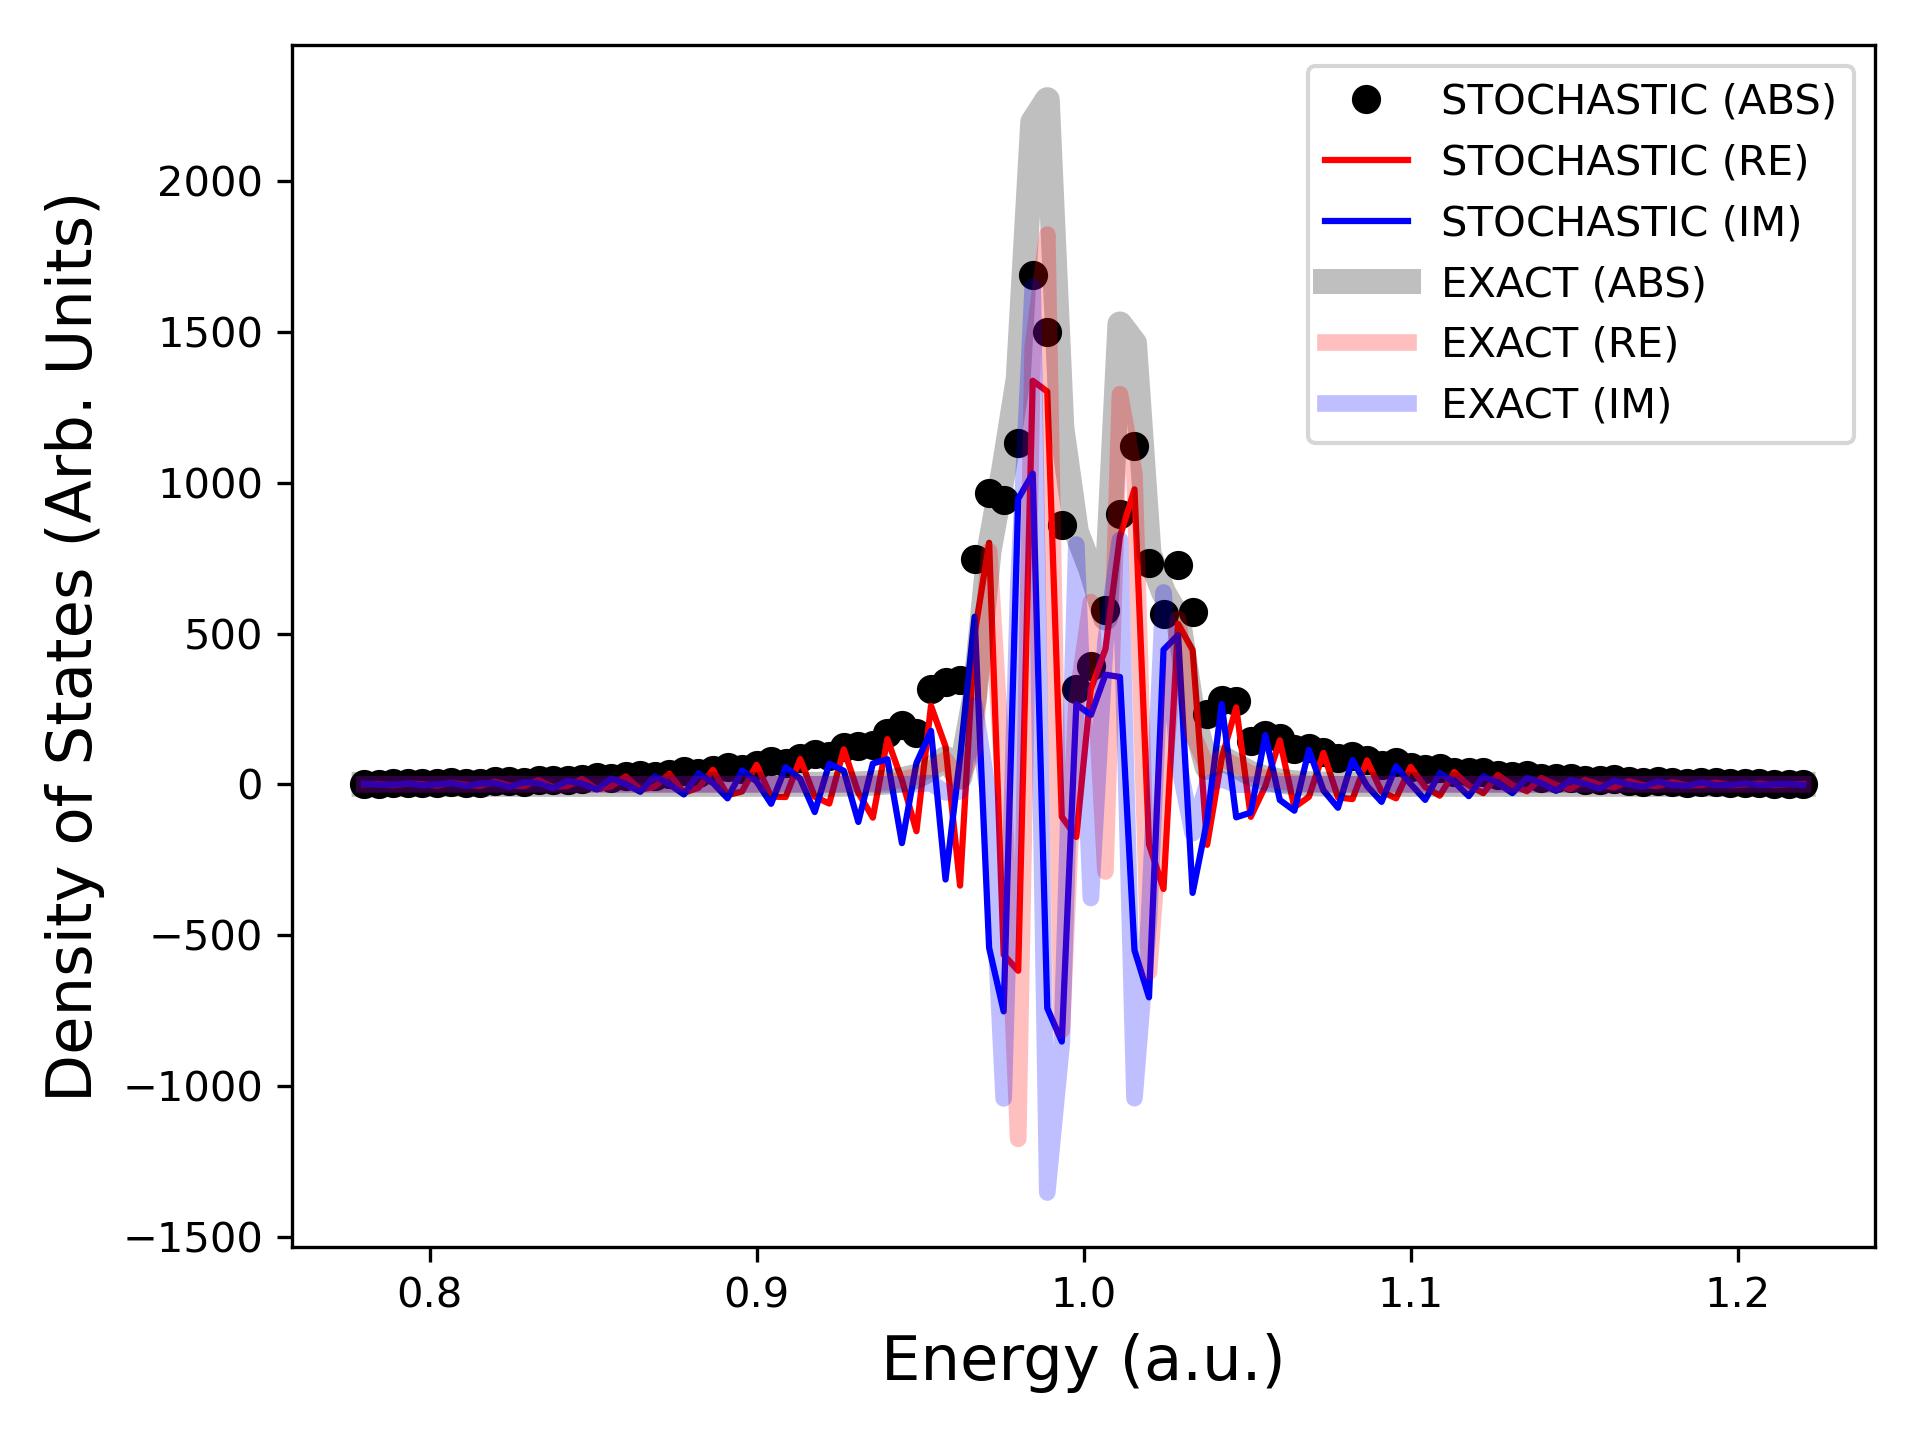 Density of States (Arb. Units)
2000
1500
1000
500
0
−500
−1000
−1500
0.8
0.9
1.0
1.1
1.2
Energy (a.u.)
STOCHASTIC (ABS)
STOCHASTIC (RE)
STOCHASTIC (IM)
EXACT (ABS)
EXACT (RE)
EXACT (IM)